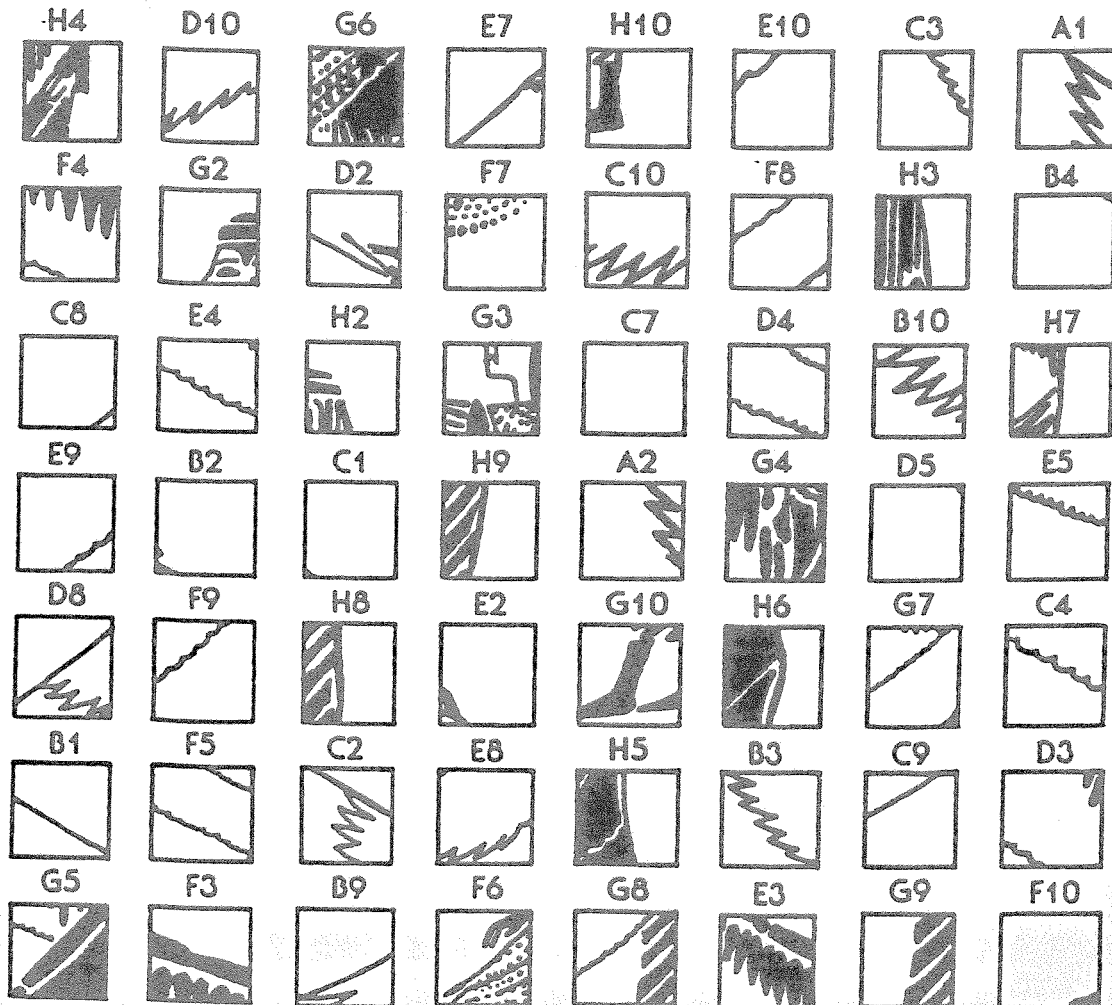 H4 D10 G6 E7 H10 E10 C3 A1
F4 G2 D2 F7 C10 F8 H3 B4
C8 E4 H2 G3 C7 D4 B10 H7
E9 B2 C1 H9 A2 G4 D5 E5
D8 F9 H8 E2 G10 H6 G7 C4
B1 F5 C2 E8 H5 B3 C9 D3
G5 F3 B9 F6 G8 E3 G9 F10